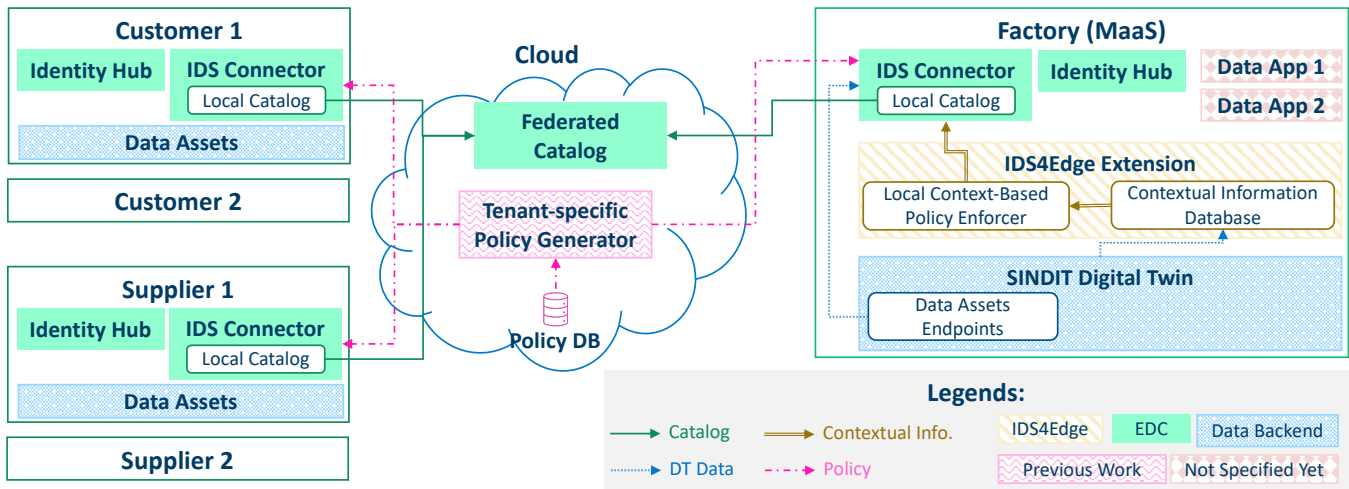 Customer 1
Identity Hub
IDS Connector
Local Catalog
Data Assets
Customer 2
Supplier 1
Identity Hub
IDS Connector
Local Catalog
Data Assets
Supplier 2
Cloud
Federated
Catalog
Tenant-specific
Policy Generator
Policy DB
Factory (MaaS)
IDS Connector
Local Catalog
Identity Hub
Data App 1
Data App 2
IDS4Edge Extension
Local Context-Based
Policy Enforcer
Contextual Information
Database
SINDIT Digital Twin
Data Assets
Endpoints
Legends:
Catalog
Contextual Info.
IDS4Edge
EDC
Data Backend
DT Data
Policy
Previous Work
Not Specified Yet